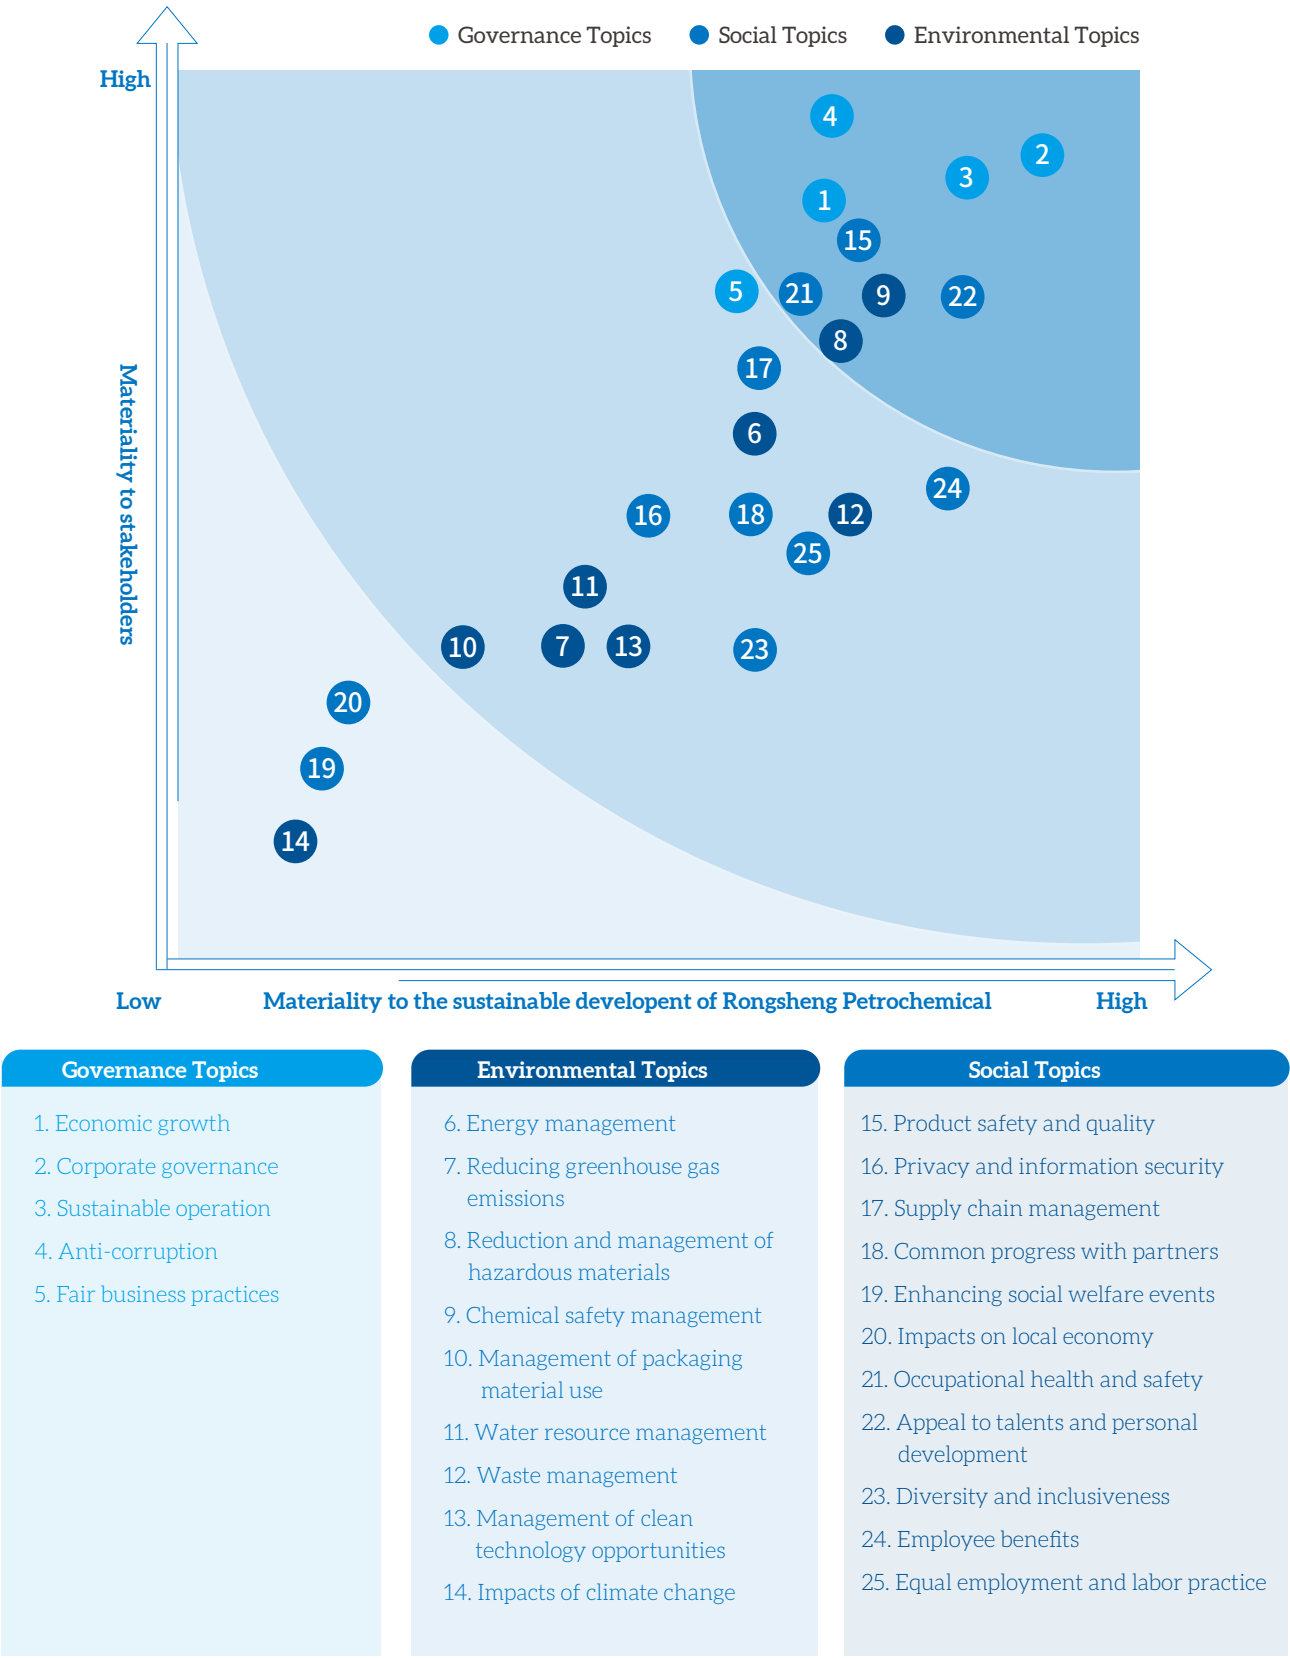 Governance Topics
Social Topics
Environmental Topics
High
4
2
3
1
15
5
21
9
22
8
17
6
24
16
18
12
25
11
10
7
13
23
20
19
14
Materiality to stakeholders
Low
Materiality to the sustainable developent of Rongsheng Petrochemical
High
Governance Topics
1. Economic growth
2. Corporate governance
3. Sustainable operation
4. Anti-corruption
5. Fair business practices
Environmental Topics
6. Energy management
7. Reducing greenhouse gas
emissions
8. Reduction and management of
hazardous materials
9. Chemical safety management
10. Management of packaging
material use
11. Water resource management
12. Waste management
13. Management of clean
technology opportunities
14. Impacts of climate change
Social Topics
15. Product safety and quality
16. Privacy and information security
17. Supply chain management
18. Common progress with partners
19. Enhancing social welfare events
20. Impacts on local economy
21. Occupational health and safety
22. Appeal to talents and personal
development
23. Diversity and inclusiveness
24. Employee benefits
25. Equal employment and labor practice